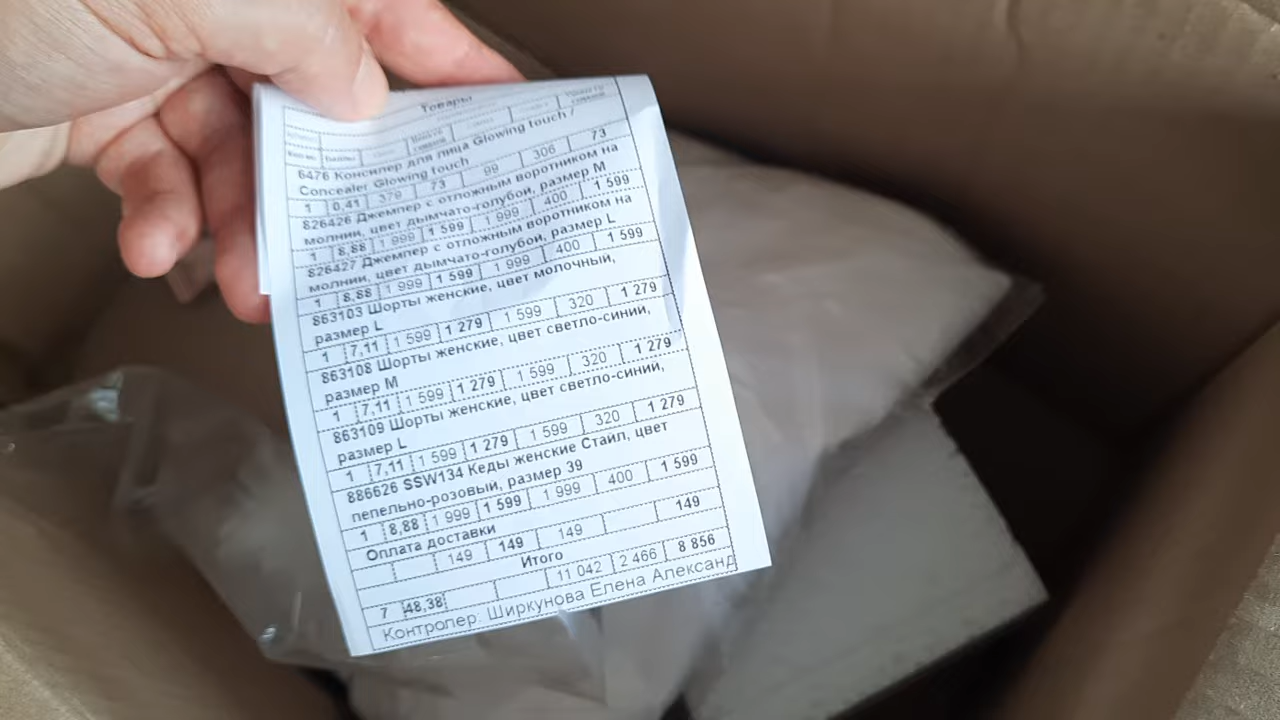 Товары
6476 Консилер для лица Glowing touch /
Concealer Glowing touch
1 0,41 379 73 99 306 73
826426 Джемпер с отложным воротником на
молнии, цвет дымчато-голубой, размер M
1 8,88 1 999 1 599 1 999 400 1 599
826427 Джемпер с отложным воротником на
молнии, цвет дымчато-голубой, размер L
1 8,88 1 999 1 599 1 999 400 1 599
863103 Шорты женские, цвет молочный,
размер L
1 7,11 1 599 1 279 1 599 320 1 279
863108 Шорты женские, цвет светло-синий,
размер M
1 7,11 1 599 1 279 1 599 320 1 279
863109 Шорты женские, цвет светло-синий,
размер L
1 7,11 1 599 1 279 1 599 320 1 279
886626 SSW134 Кеды женские Стайл, цвет
пепельно-розовый, размер 39
1 8,88 1 999 1 599 1 999 400 1 599
Оплата доставки
149 149 149 149
Итого
7 48,38 11 042 2 466 8 856
Контролер: Ширкунова Елена Александ